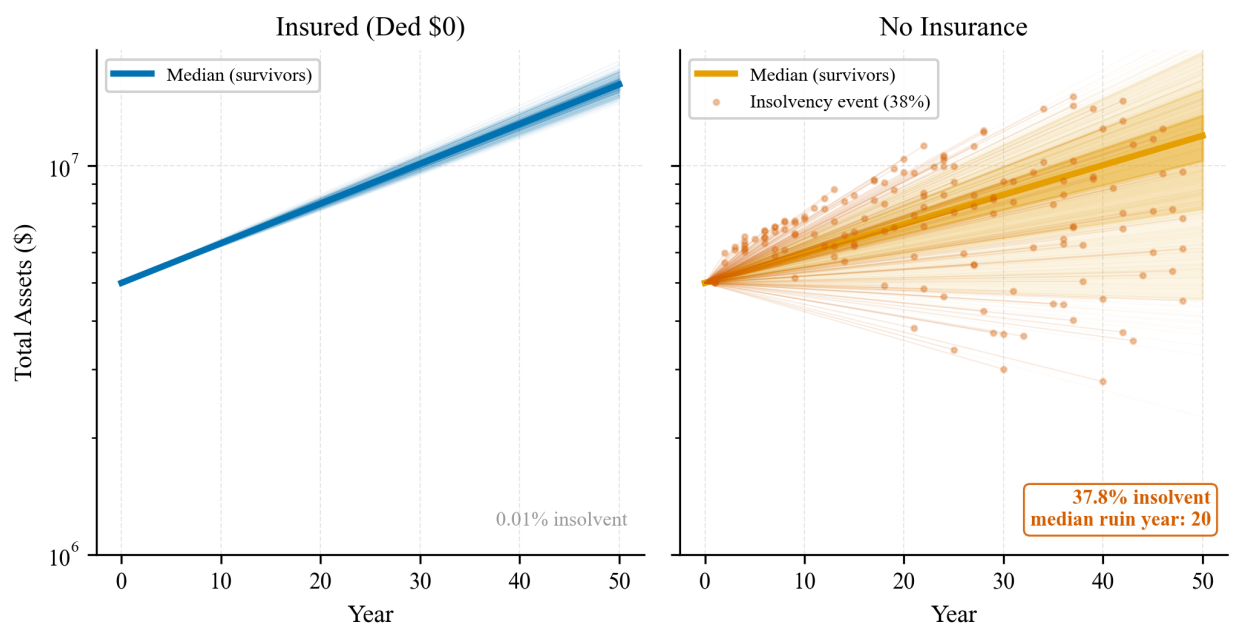 Insured (Ded $0)
Median (survivors)
Total Assets ($)
10^7
10^6
0.01% insolvent
0 10 20 30 40 50
Year
No Insurance
Median (survivors)
Insolvency event (38%)
37.8% insolvent
median ruin year: 20
0 10 20 30 40 50
Year